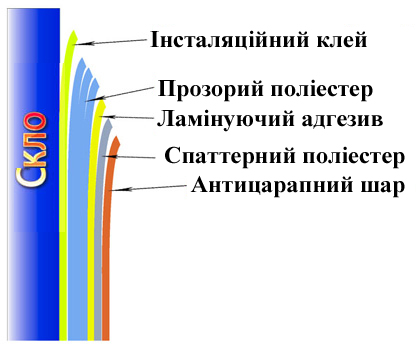 Скло
Інсталяційний клей
Прозорий поліестер
Ламінуючий адгезив
Спаттерний поліестер
Антицарапний шар